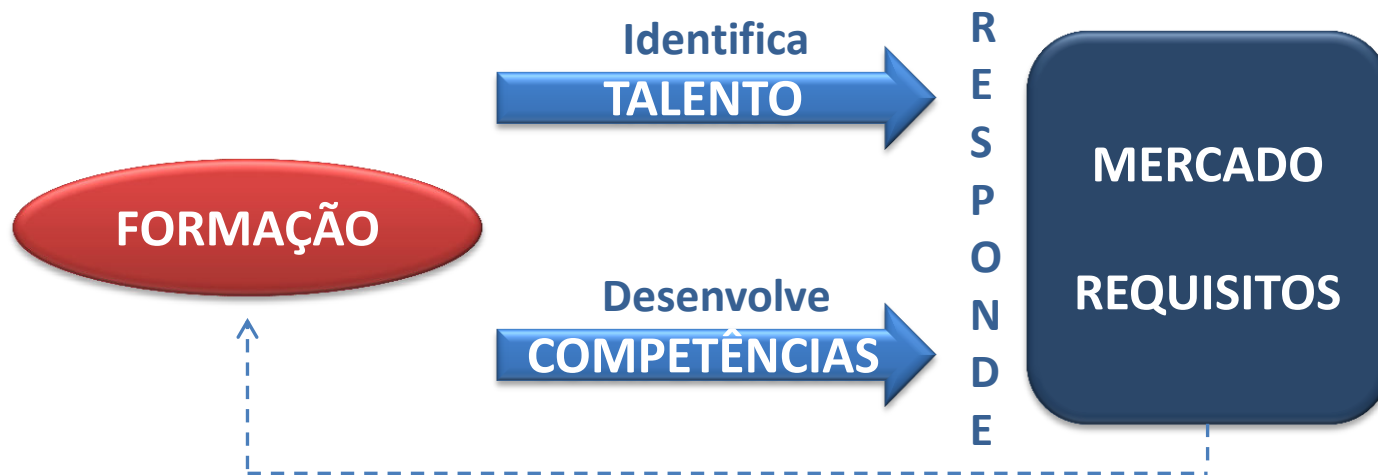 Identifica
TALENTO
FORMAÇÃO
Desenvolve
COMPETÊNCIAS
R
E
S
P
O
N
D
E
MERCADO
REQUISITOS